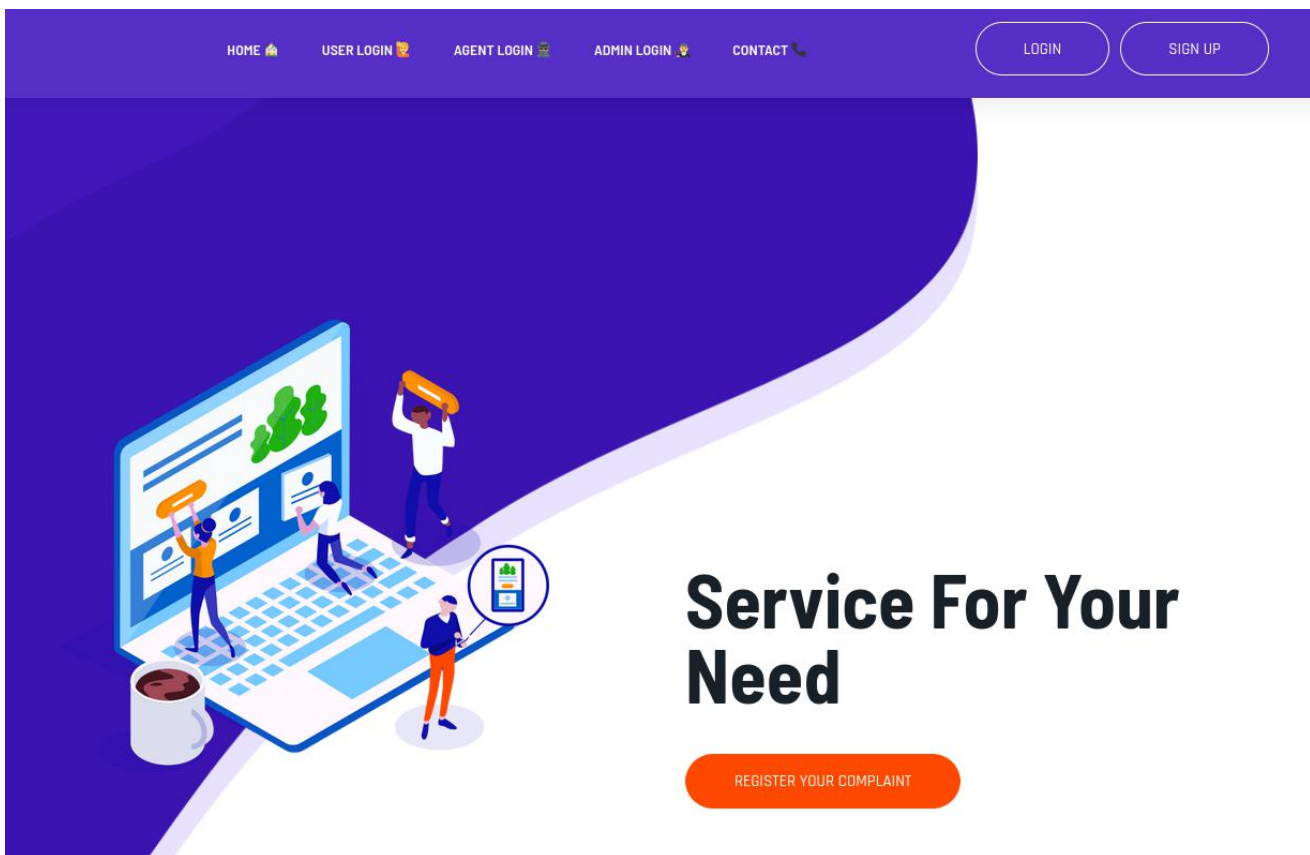 HOME 🏠 USER LOGIN 🙋 AGENT LOGIN 🕵 ADMIN LOGIN 👨‍💼 CONTACT 📞 LOGIN SIGN UP
Service For Your
Need
REGISTER YOUR COMPLAINT